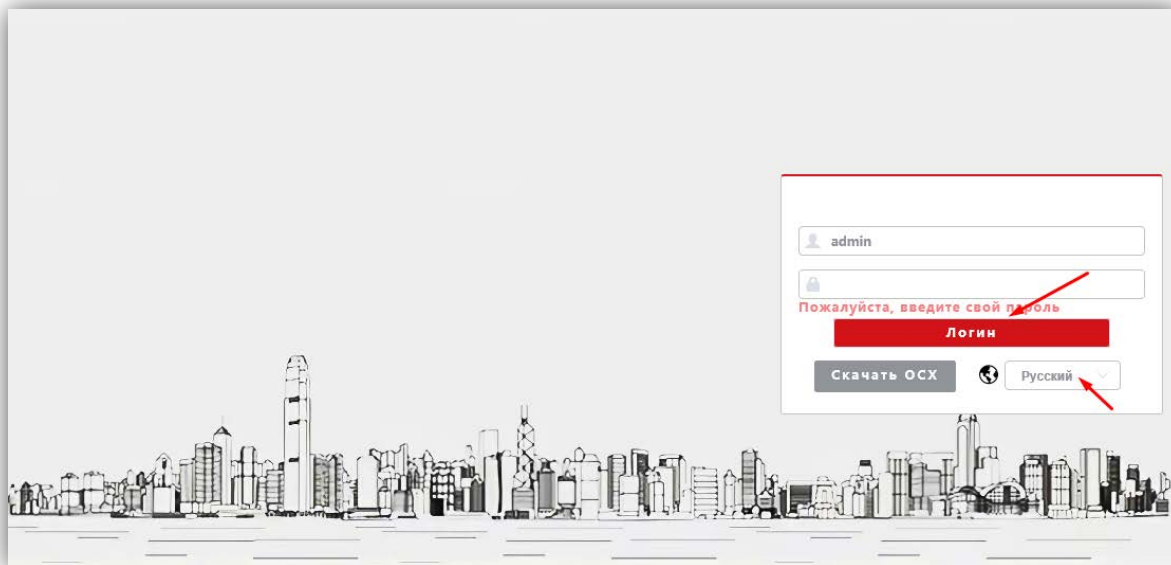 admin
Пожалуйста, введите свой пароль
Логин
Скачать OCX
Русский